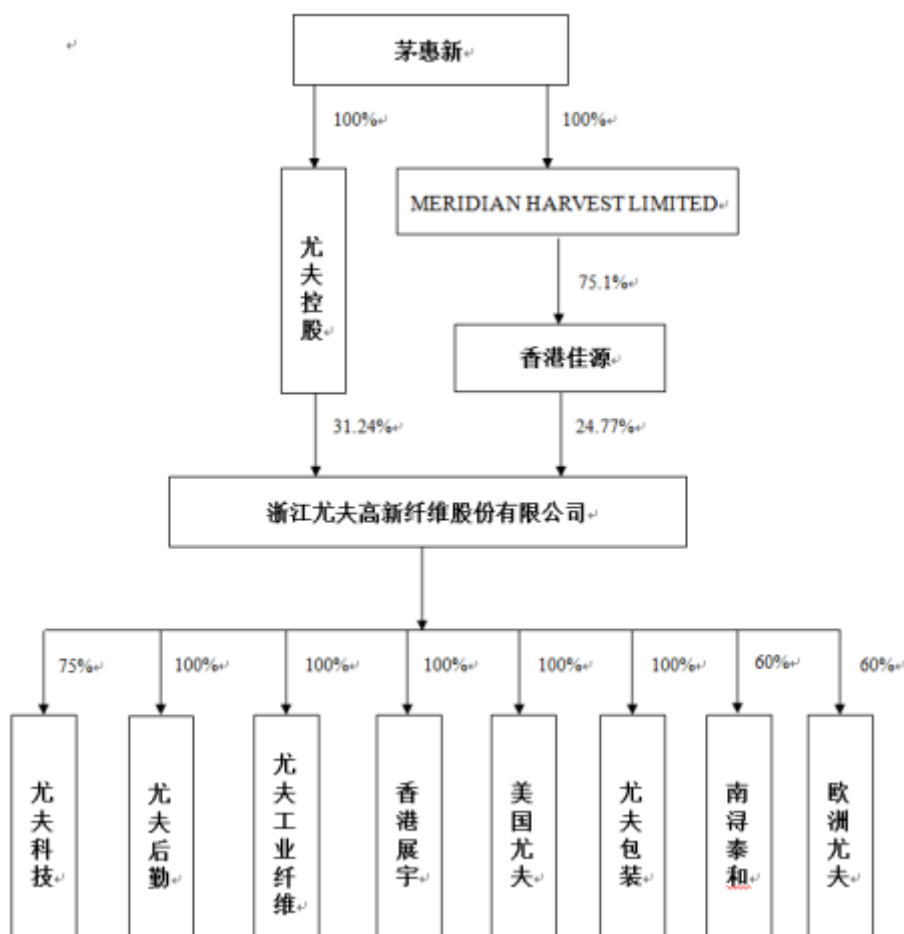 茅惠新
100%
100%
尤夫控股
MERIDIAN HARVEST LIMITED
75.1%
香港佳源
31.24%
24.77%
浙江尤夫高新纤维股份有限公司
75%
100%
100%
100%
100%
100%
60%
60%
尤夫科技
尤夫后勤
尤夫工业纤维
香港展宇
美国尤夫
尤夫包装
南浔泰和
欧洲尤夫